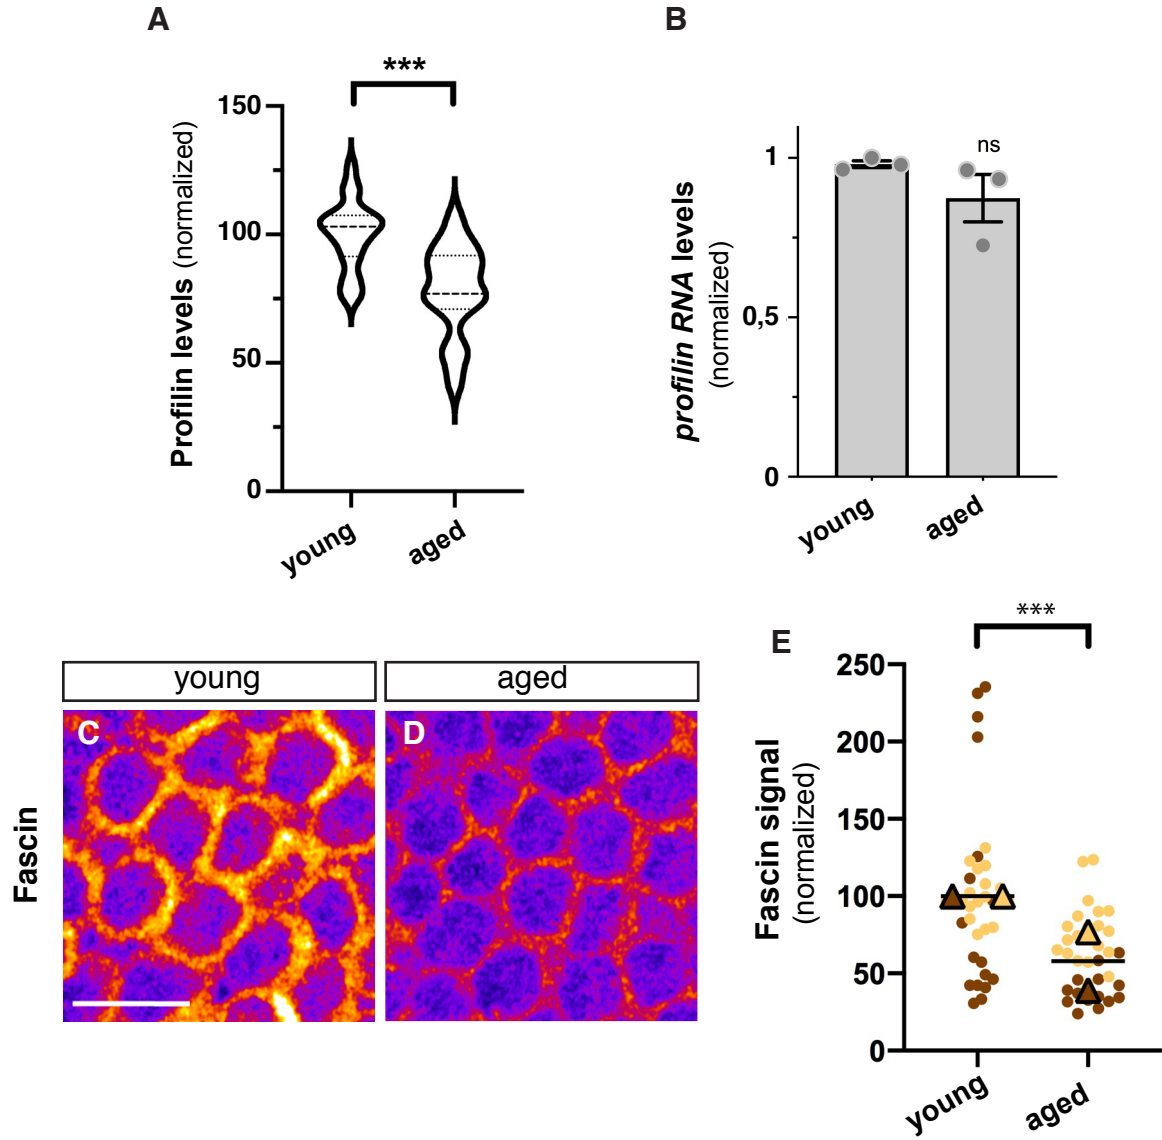 A
***
Profilin levels (normalized)
150
100
50
0
young
aged
B
ns
profilin RNA levels
(normalized)
1
0,5
0
young
aged
young
aged
Fascin
C
D
E
***
Fascin signal
(normalized)
250
200
150
100
50
0
young
aged